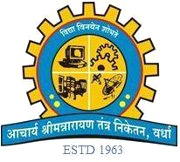 विद्या विनयेन शोभते
आचार्य श्रीमन्नारायण तंत्र निकेतन, वर्धा
ESTD 1963